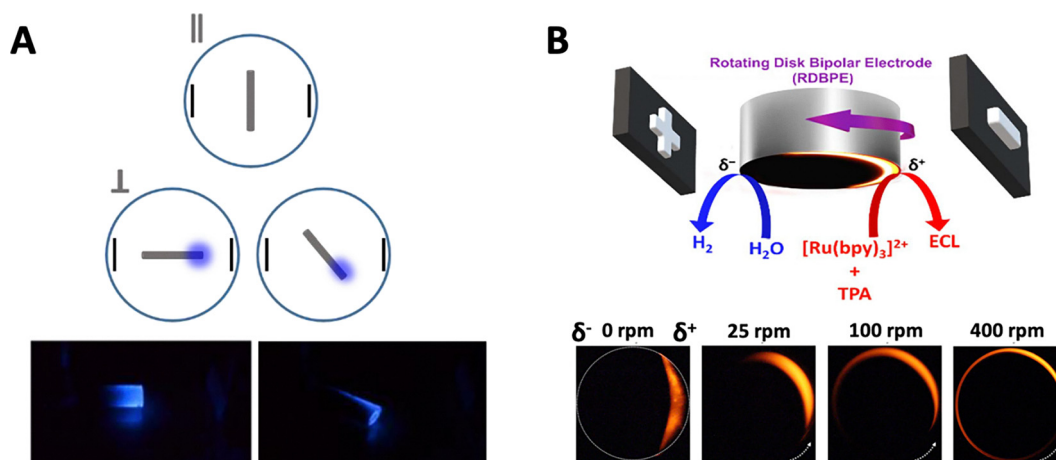 A
||
⊥
B
Rotating Disk Bipolar Electrode
(RDBPE)
δ⁻
δ⁺
H₂
H₂O
[Ru(bpy)₃]²⁺
+
TPA
ECL
δ⁻ 0 rpm δ⁺ 25 rpm 100 rpm 400 rpm